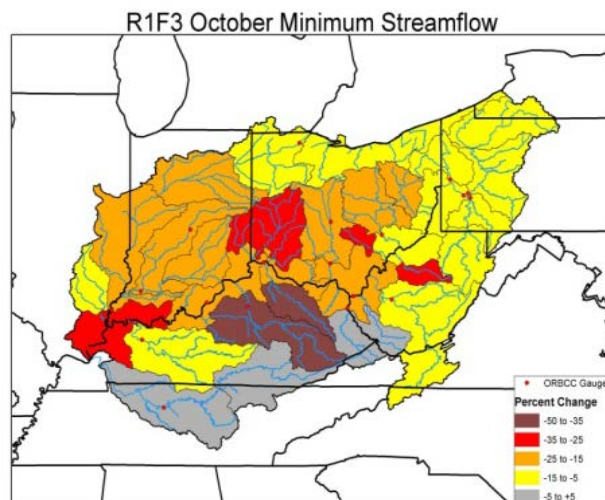 R1F3 October Minimum Streamflow
ORBCC Gauge
Percent Change
-50 to -35
-35 to -25
-25 to -15
-15 to -5
-5 to +5